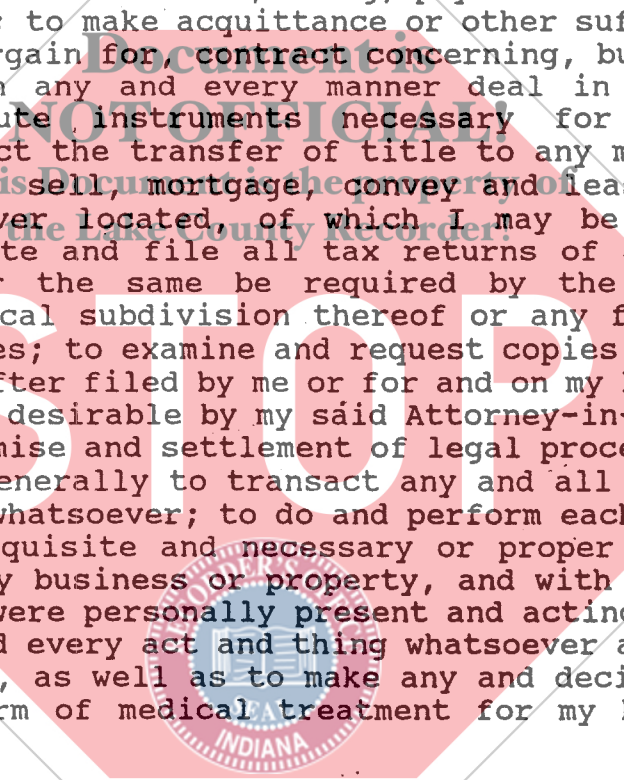 ; to make acquittance or other suf
rgain for, contract concerning, bu
Document is
n any and every manner deal in
ute instruments necessary for
NOT OFFICIAL!
ct the transfer of title to any m
is Document is the property of
sell, mortgage, convey and leas
ver located, of which I may be
the Lake County Recorder!
te and file all tax returns of
r the same be required by the
cal subdivision thereof or any f
STOP
es; to examine and request copies
fter filed by me or for and on my
desirable by my said Attorney-in-
mise and settlement of legal proce
enerally to transact any and all
whatsoever; to do and perform each
quisite and necessary or proper
y business or property, and with
were personally present and acting
d every act and thing whatsoever a
, as well as to make any and deci
rm of medical treatment for my
SEAL
INDIANA